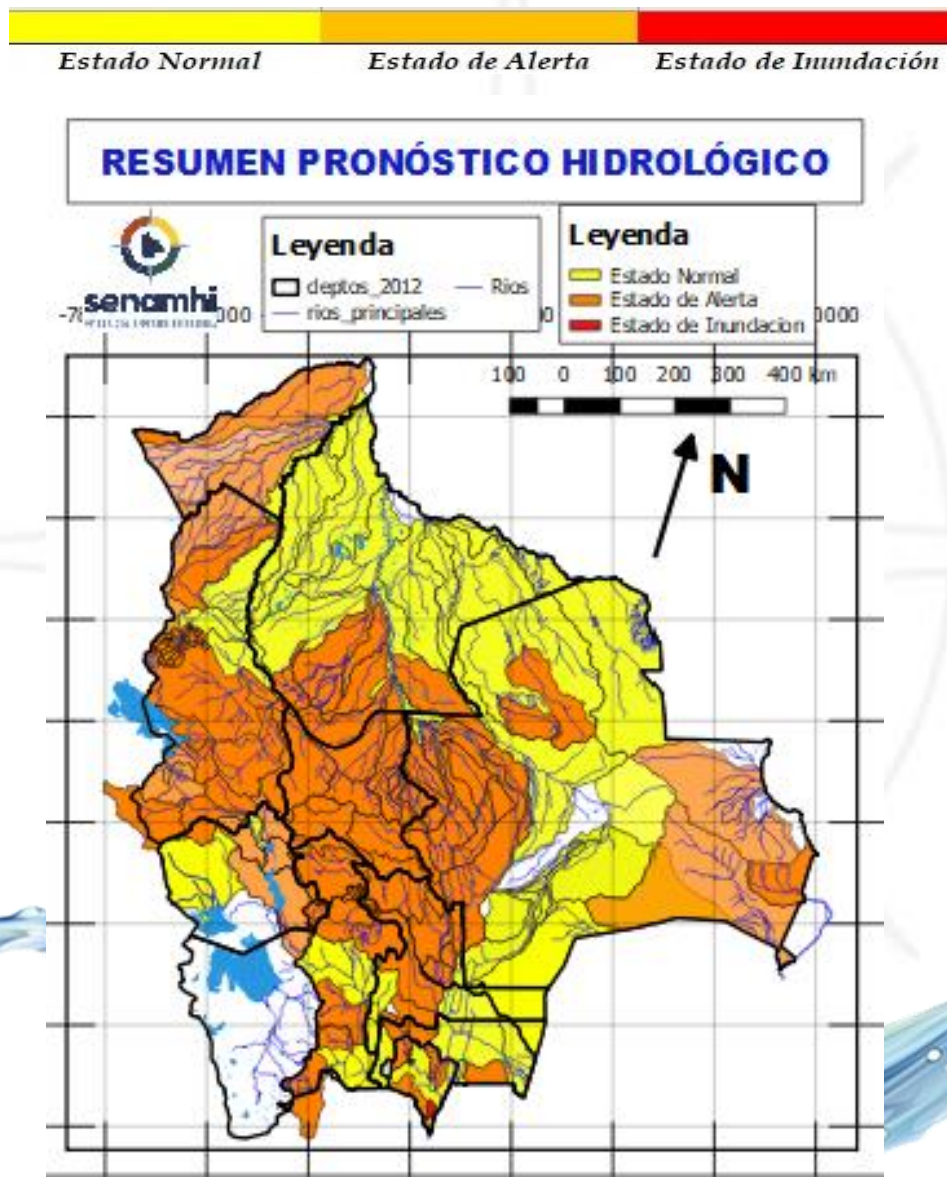 Estado Normal Estado de Alerta Estado de Inundación
RESUMEN PRONÓSTICO HIDROLÓGICO
senamhi
Leyenda
deptos_2012 Rios
rios_principales
Leyenda
Estado Normal
Estado de Alerta
Estado de Inundacion
100 0 100 200 300 400 km
N